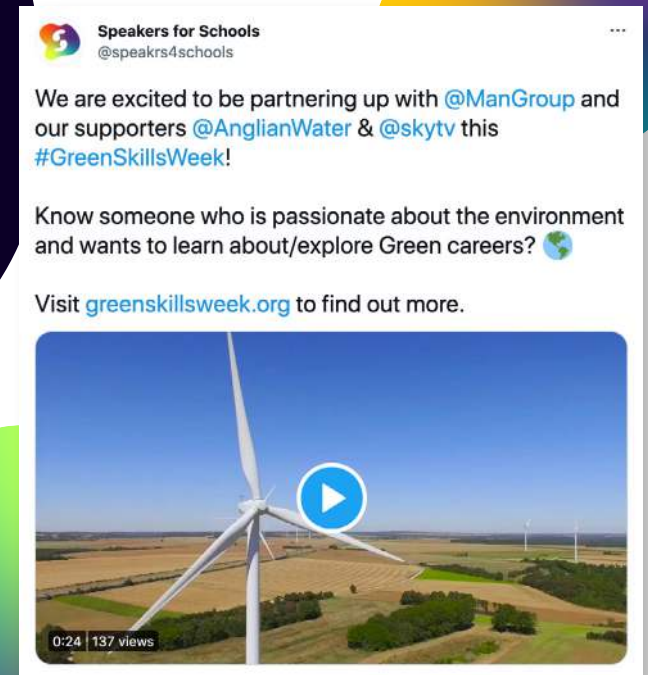 Speakers for Schools
@speakrs4schools
We are excited to be partnering up with @ManGroup and
our supporters @AnglianWater & @skytv this
#GreenSkillsWeek!
Know someone who is passionate about the environment
and wants to learn about/explore Green careers? 🌎
Visit greenskillsweek.org to find out more.
0:24 137 views